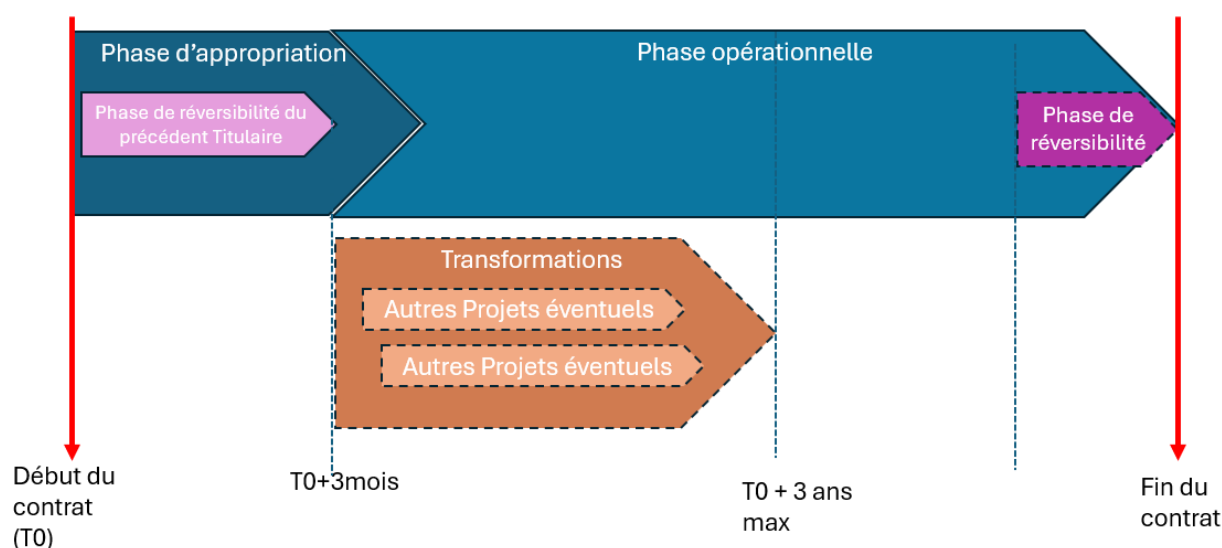 Phase d'appropriation
Phase opérationnelle
Phase de réversibilité du
précédent Titulaire
Phase de
réversibilité
Transformations
Autres Projets éventuels
Autres Projets éventuels
Début du
contrat
(T0)
T0+3mois
T0 + 3 ans
max
Fin du
contrat